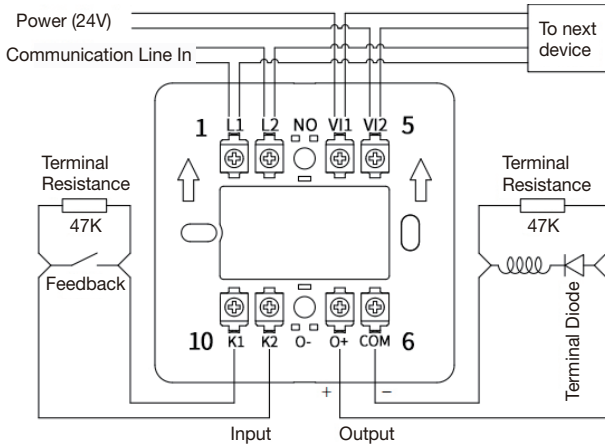 Power (24V)
Communication Line In
To next
device
1 L1 L2 NO VI1 VI2 5
Terminal
Resistance
47K
Feedback
Terminal
Resistance
47K
Terminal Diode
10 K1 K2 O- O+ COM 6
+ −
Input Output